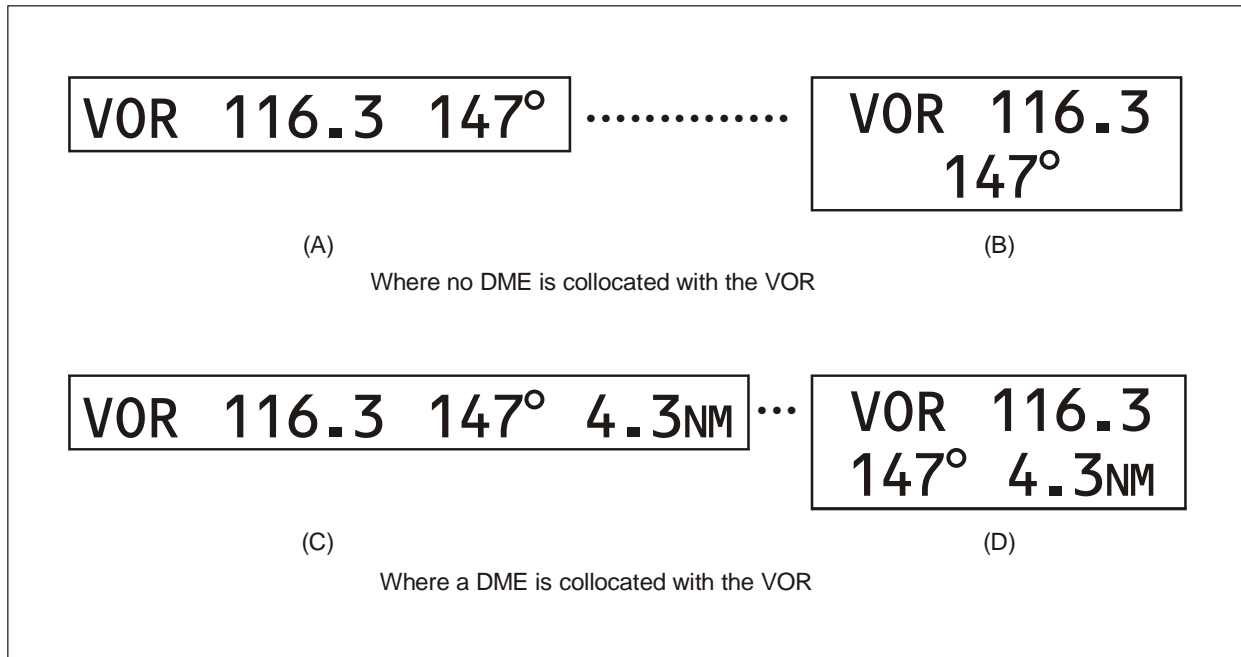 VOR 116.3 147°
VOR 116.3
147°
(A)
(B)
Where no DME is collocated with the VOR
VOR 116.3 147° 4.3NM
VOR 116.3
147° 4.3NM
(C)
(D)
Where a DME is collocated with the VOR